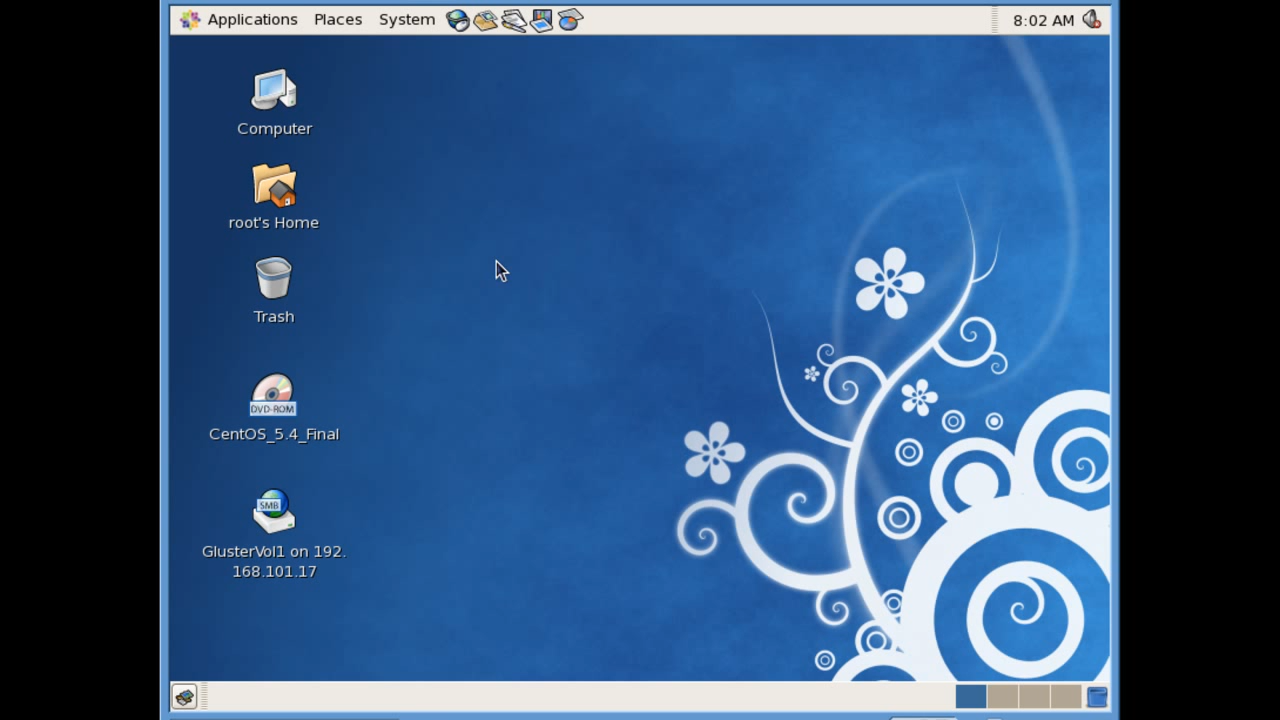 Applications Places System 8:02 AM
Computer
root's Home
Trash
DVD-ROM
CentOS_5.4_Final
SMB
GlusterVol1 on 192.
168.101.17